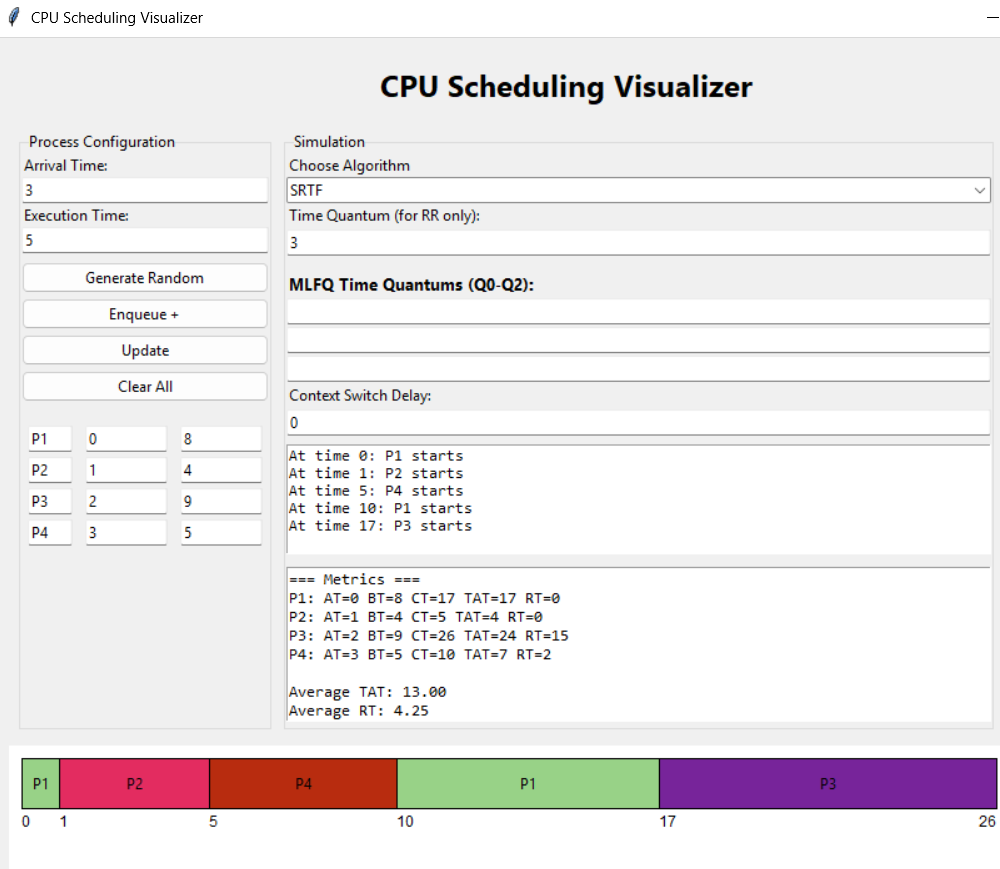 CPU Scheduling Visualizer
CPU Scheduling Visualizer
Process Configuration
Arrival Time:
3
Execution Time:
5
Generate Random
Enqueue +
Update
Clear All
P1 0 8
P2 1 4
P3 2 9
P4 3 5
Simulation
Choose Algorithm
SRTF
Time Quantum (for RR only):
3
MLFQ Time Quantums (Q0-Q2):
Context Switch Delay:
0
At time 0: P1 starts
At time 1: P2 starts
At time 5: P4 starts
At time 10: P1 starts
At time 17: P3 starts
=== Metrics ===
P1: AT=0 BT=8 CT=17 TAT=17 RT=0
P2: AT=1 BT=4 CT=5 TAT=4 RT=0
P3: AT=2 BT=9 CT=26 TAT=24 RT=15
P4: AT=3 BT=5 CT=10 TAT=7 RT=2
Average TAT: 13.00
Average RT: 4.25
P1 P2 P4 P1 P3
0 1 5 10 17 26